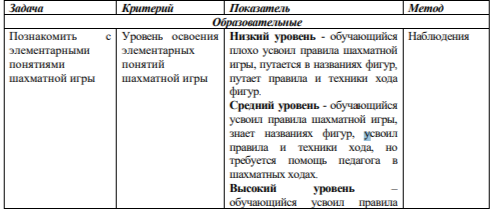 Задача Критерий Показатель Метод
Образовательные
Познакомить с
элементарными
понятиями
шахматной игры
Уровень освоения
элементарных
понятий
шахматной игры
Низкий уровень - обучающийся
плохо усвоил правила шахматной
игры, путается в названиях фигур,
путает правила и техники хода
фигур.
Средний уровень - обучающийся
усвоил правила шахматной игры,
знает названиях фигур, усвоил
правила и техники хода, но
требуется помощь педагога в
шахматных ходах.
Высокий уровень –
обучающийся усвоил правила
Наблюдения